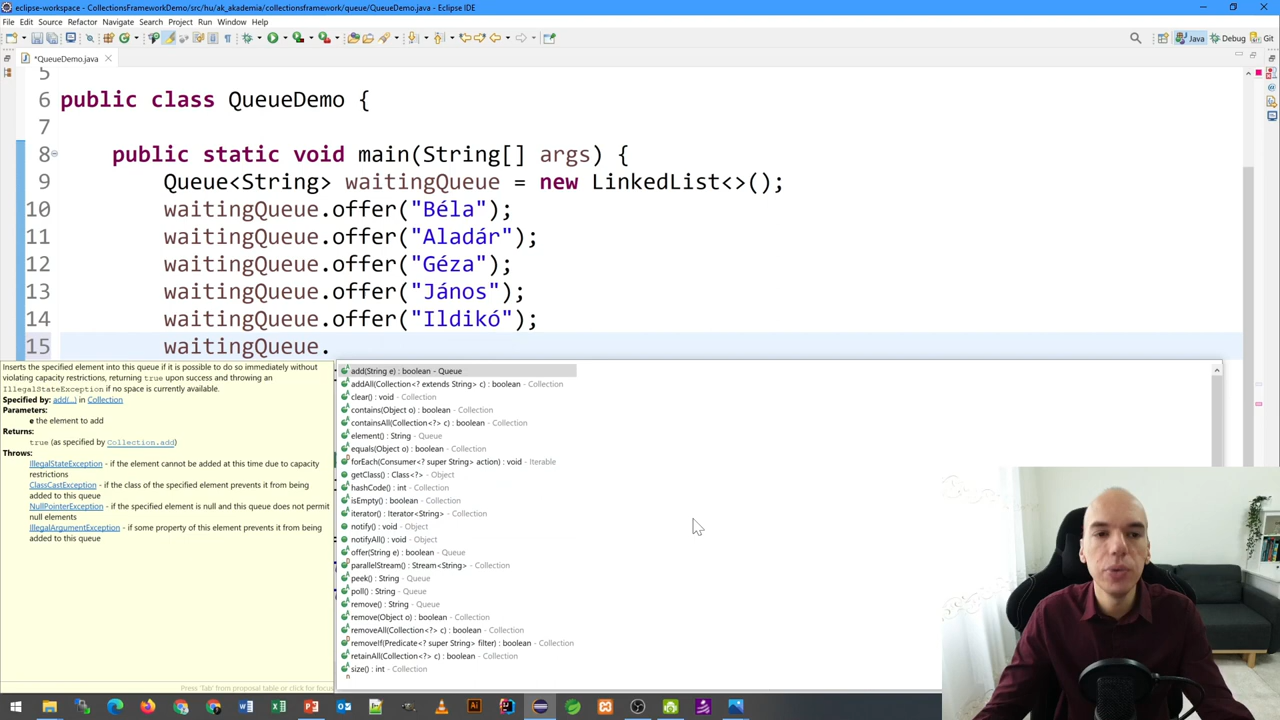 eclipse-workspace - CollectionsFrameworkDemo/src/hu/ak_akademia/collectionsframework/queue/QueueDemo.java - Eclipse IDE
File Edit Source Refactor Navigate Search Project Run Window Help
Java Debug Git
*QueueDemo.java
5
6 public class QueueDemo {
7
8 public static void main(String[] args) {
9 Queue<String> waitingQueue = new LinkedList<>();
10 waitingQueue.offer("Béla");
11 waitingQueue.offer("Aladár");
12 waitingQueue.offer("Géza");
13 waitingQueue.offer("János");
14 waitingQueue.offer("Ildikó");
15 waitingQueue.
Inserts the specified element into this queue if it is possible to do so immediately without
violating capacity restrictions, returning true upon success and throwing an
IllegalStateException if no space is currently available.
Specified by: add(...) in Collection
Parameters:
e the element to add
Returns:
true (as specified by Collection.add)
Throws:
IllegalStateException - if the element cannot be added at this time due to capacity
restrictions
ClassCastException - if the class of the specified element prevents it from being
added to this queue
NullPointerException - if the specified element is null and this queue does not permit
null elements
IllegalArgumentException - if some property of this element prevents it from being
added to this queue
Press 'Tab' from proposal table or click for focus
add(String e) : boolean - Queue
addAll(Collection<? extends String> c) : boolean - Collection
clear() : void - Collection
contains(Object o) : boolean - Collection
containsAll(Collection<?> c) : boolean - Collection
element() : String - Queue
equals(Object o) : boolean - Collection
forEach(Consumer<? super String> action) : void - Iterable
getClass() : Class<?> - Object
hashCode() : int - Collection
isEmpty() : boolean - Collection
iterator() : Iterator<String> - Collection
notify() : void - Object
notifyAll() : void - Object
offer(String e) : boolean - Queue
parallelStream() : Stream<String> - Collection
peek() : String - Queue
poll() : String - Queue
remove() : String - Queue
remove(Object o) : boolean - Collection
removeAll(Collection<?> c) : boolean - Collection
removeIf(Predicate<? super String> filter) : boolean - Collection
retainAll(Collection<?> c) : boolean - Collection
size() : int - Collection